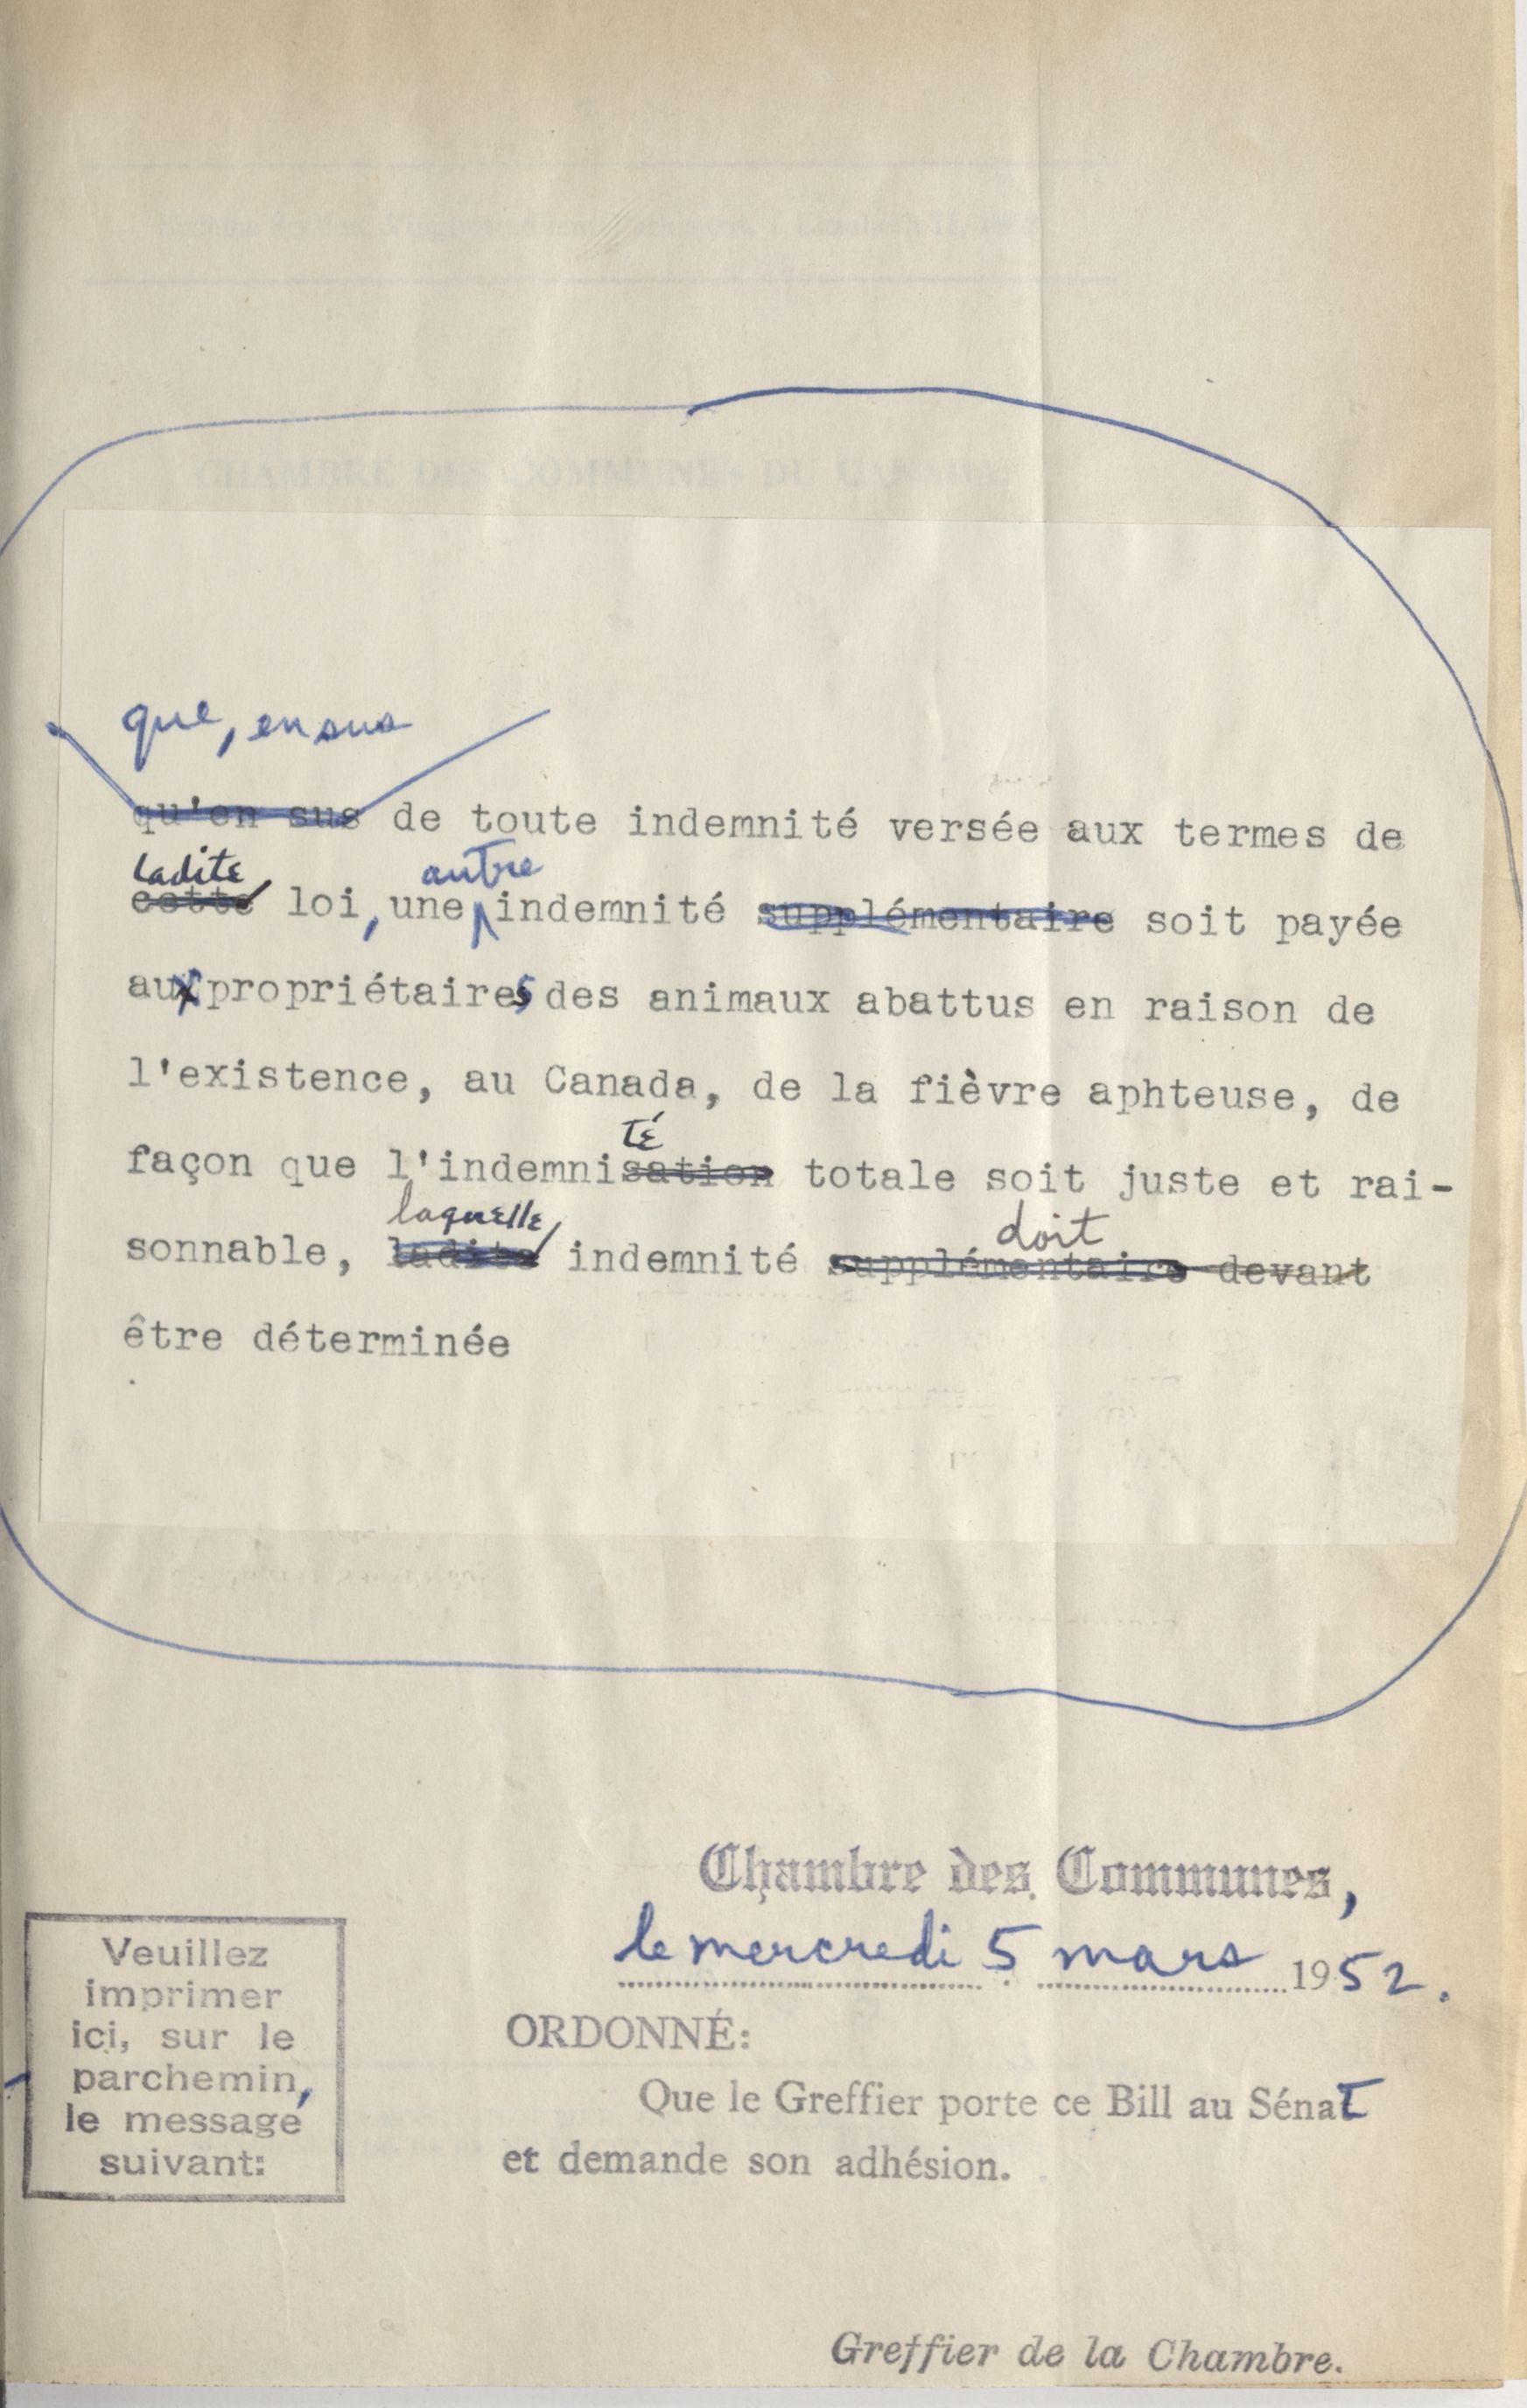 que, en sus
qu'en sus de toute indemnité versée aux termes de
ladite autre
cette loi, une indemnité supplémentaire soit payée
aux propriétaires des animaux abattus en raison de
l'existence, au Canada, de la fièvre aphteuse, de
té
façon que l'indemnisation totale soit juste et rai-
laquelle doit
sonnable, ladite indemnité supplémentaire devant
être déterminée
Chambre des Communes,
le mercredi 5 mars 1952.
Veuillez
imprimer
ici, sur le
parchemin,
le message
suivant:
ORDONNÉ:
Que le Greffier porte ce Bill au Sénat
et demande son adhésion.
Greffier de la Chambre.